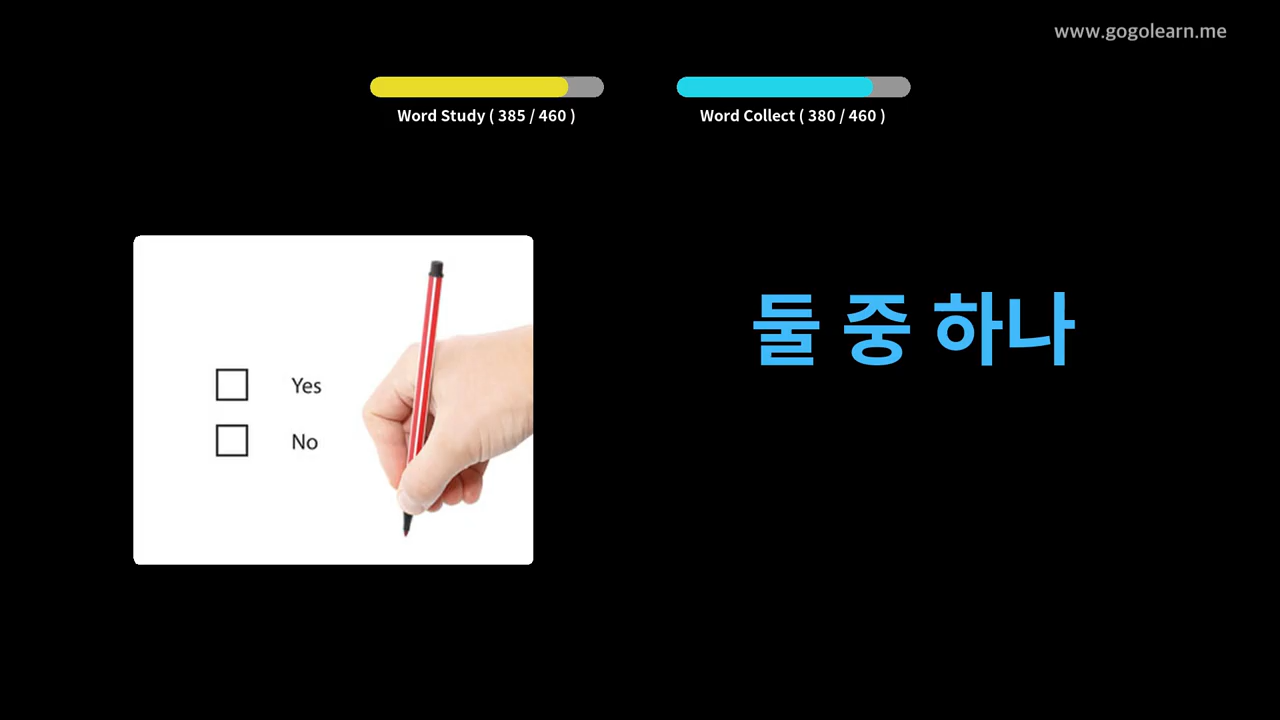 www.gogolearn.me
Word Study ( 385 / 460 )
Word Collect ( 380 / 460 )
둘 중 하나
Yes
No